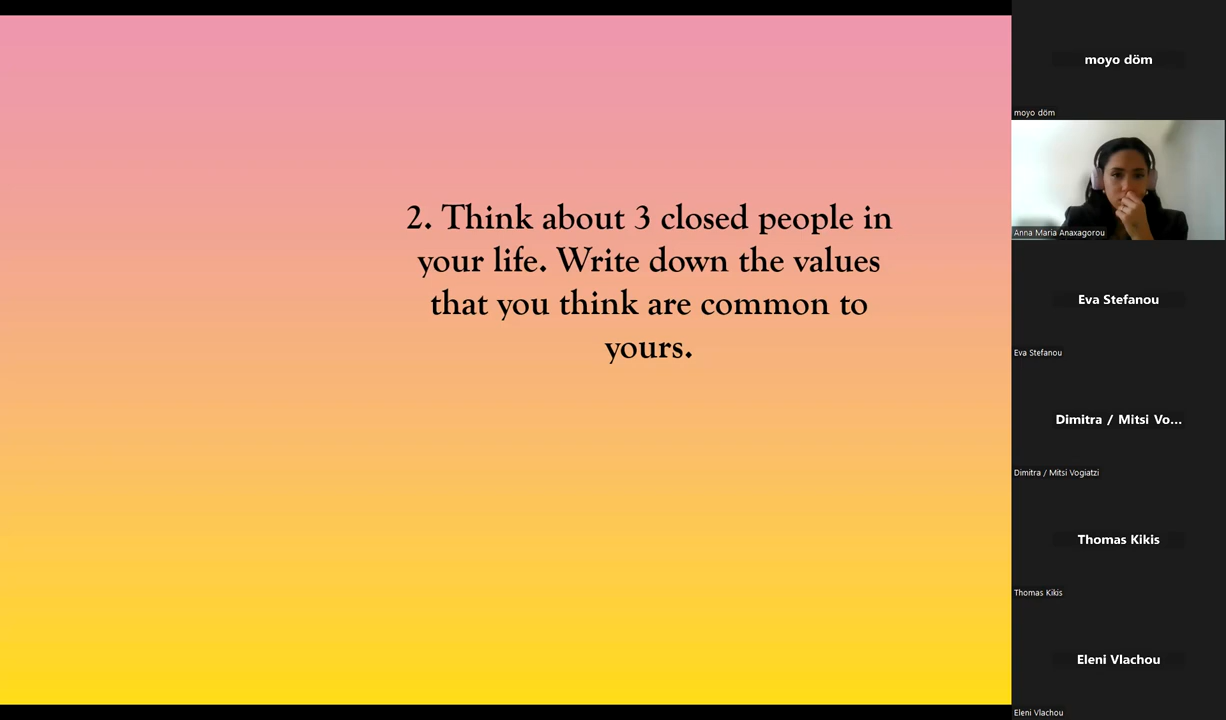 2. Think about 3 closed people in
your life. Write down the values
that you think are common to
yours.
moyo döm
moyo döm
Anna Maria Anaxagorou
Eva Stefanou
Eva Stefanou
Dimitra / Mitsi Vo...
Dimitra / Mitsi Vogiatzi
Thomas Kikis
Thomas Kikis
Eleni Vlachou
Eleni Vlachou